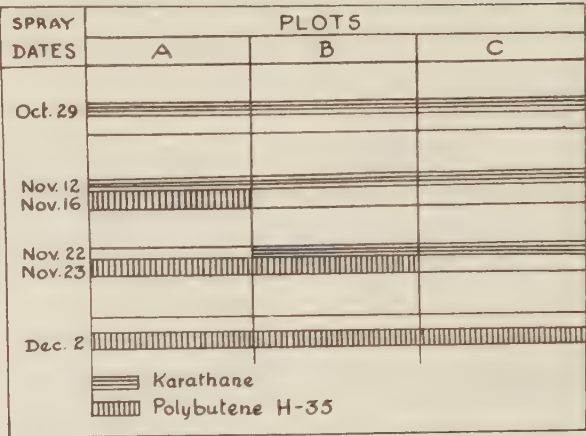 SPRAY DATES
PLOTS
A B C
Oct. 29
Nov. 12
Nov. 16
Nov. 22
Nov. 23
Dec. 2
Karathane
Polybutene H-35